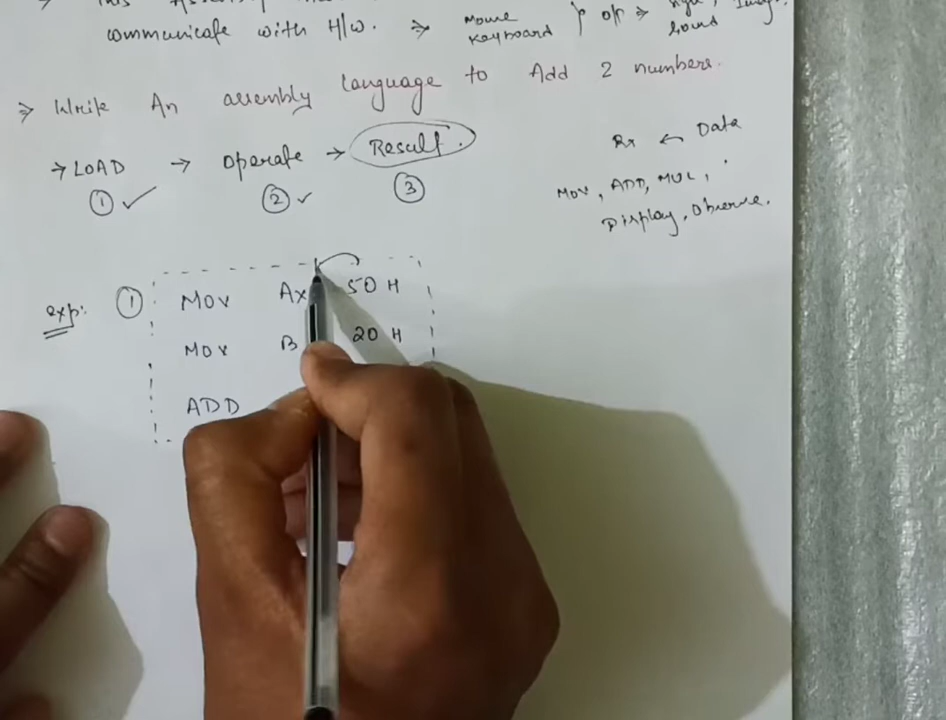 communicate with H/W. ⇒ Mouse
Keyboard } sound
⇒ Write An assembly language to Add 2 numbers.
→ LOAD → operate → Result.
① ✓ ② ✓ ③
Rx ← Data
MOV, ADD, MUL,
Display, Observe.
exp: ① MOV Ax 50 H
MOV B 20 H
ADD